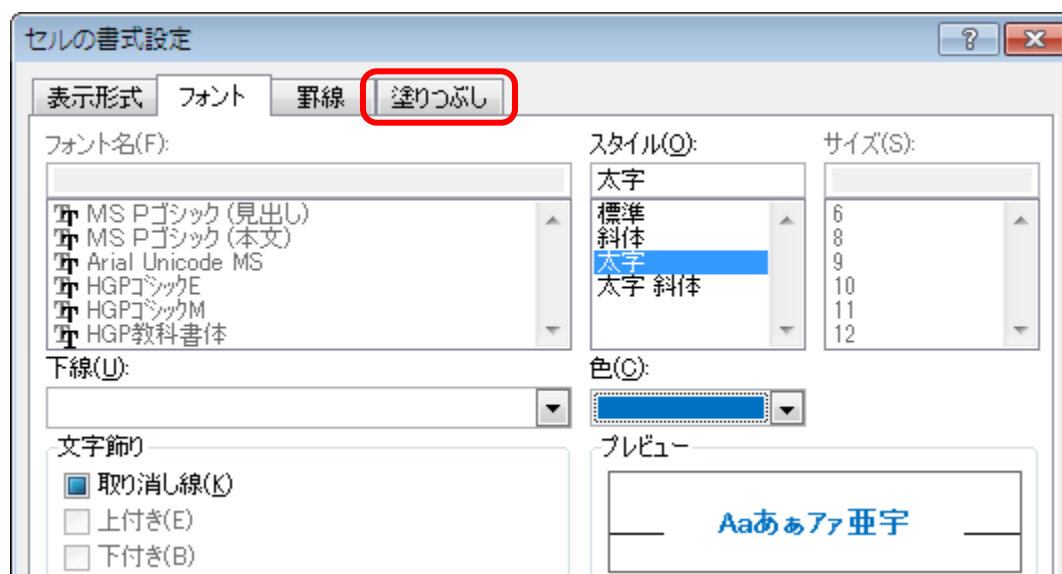 セルの書式設定
表示形式 フォント 罫線 塗りつぶし
フォント名(F): スタイル(O): サイズ(S):
太字
MS Pゴシック (見出し) 標準 6
MS Pゴシック (本文) 斜体 8
Arial Unicode MS 太字 9
HGPゴシックE 太字 斜体 10
HGPゴシックM 11
HGP教科書体 12
下線(U): 色(C):
文字飾り プレビュー
取り消し線(K)
上付き(E) Aaあぁアァ亜宇
下付き(B)